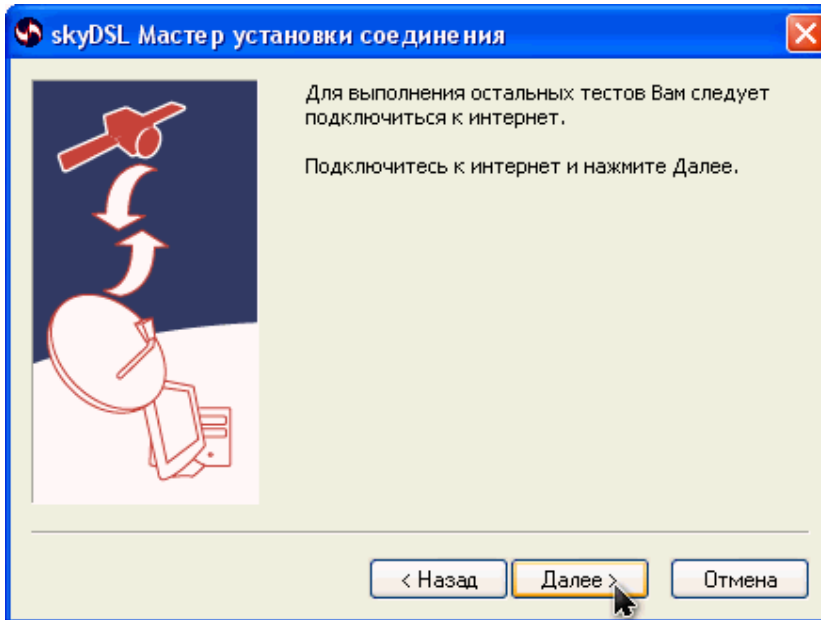 skyDSL Мастер установки соединения
Для выполнения остальных тестов Вам следует
подключиться к интернет.
Подключитесь к интернет и нажмите Далее.
< Назад
Далее >
Отмена